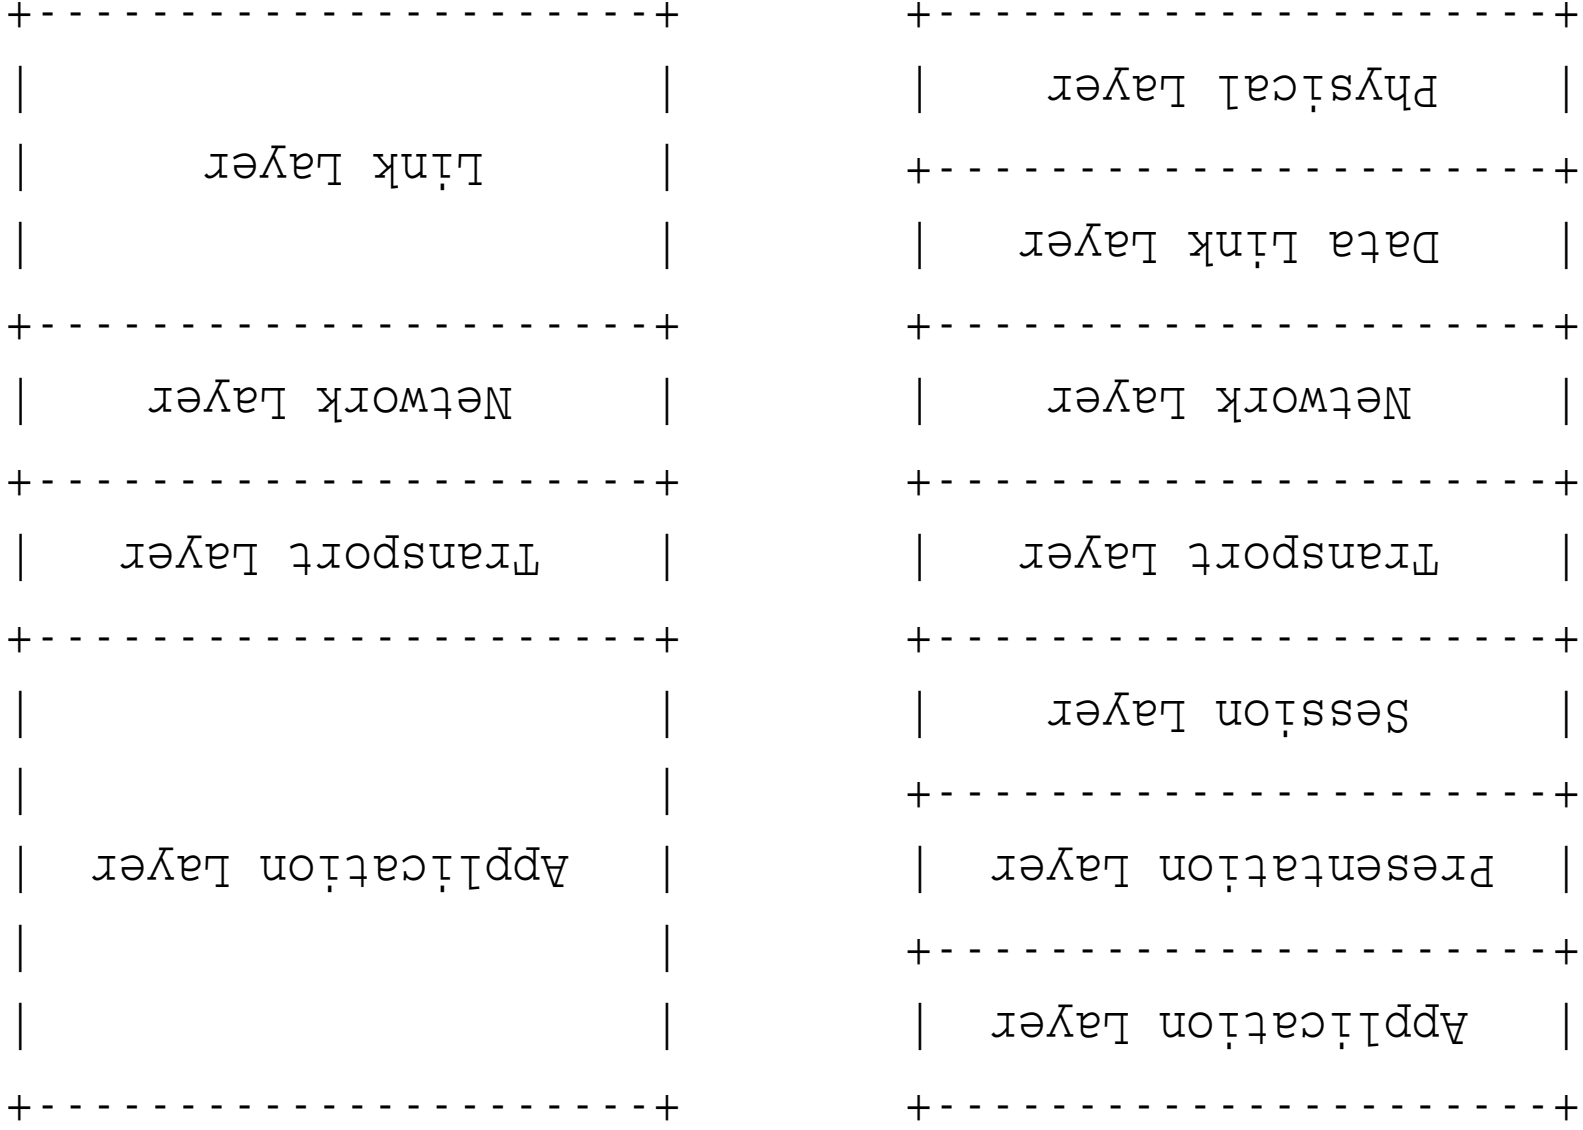 Application Layer
Presentation Layer
Session Layer
Transport Layer
Network Layer
Data Link Layer
Physical Layer
Application Layer
Transport Layer
Network Layer
Link Layer